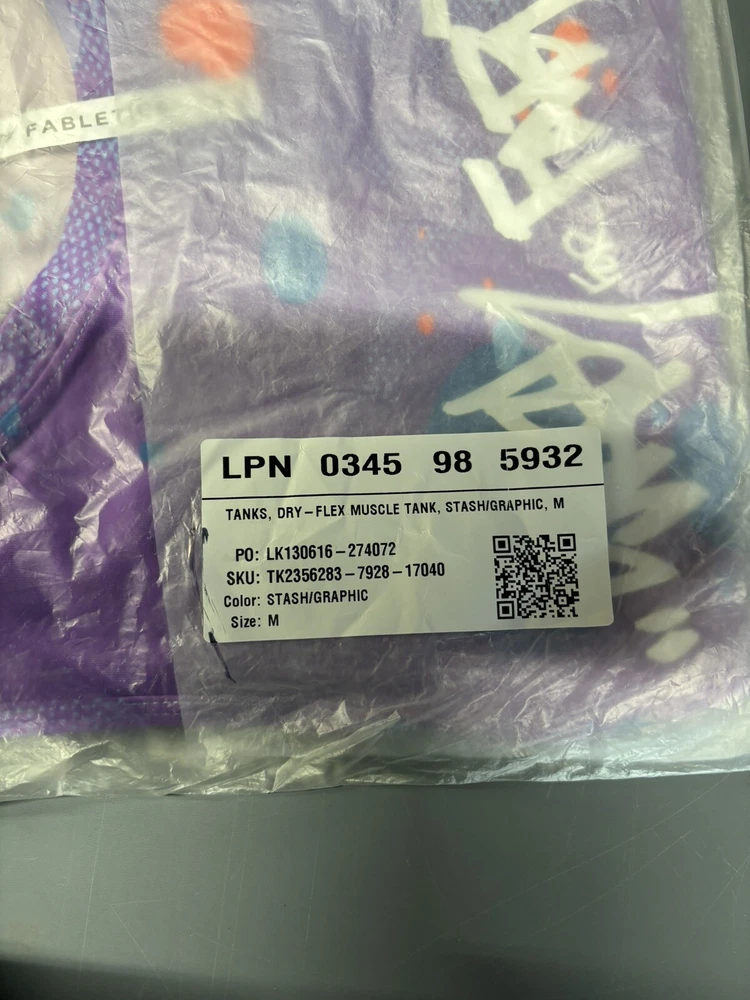 FABLETICS
LPN 0345 98 5932
TANKS, DRY-FLEX MUSCLE TANK, STASH/GRAPHIC, M
PO: LK130616-274072
SKU: TK2356283-7928-17040
Color: STASH/GRAPHIC
Size: M